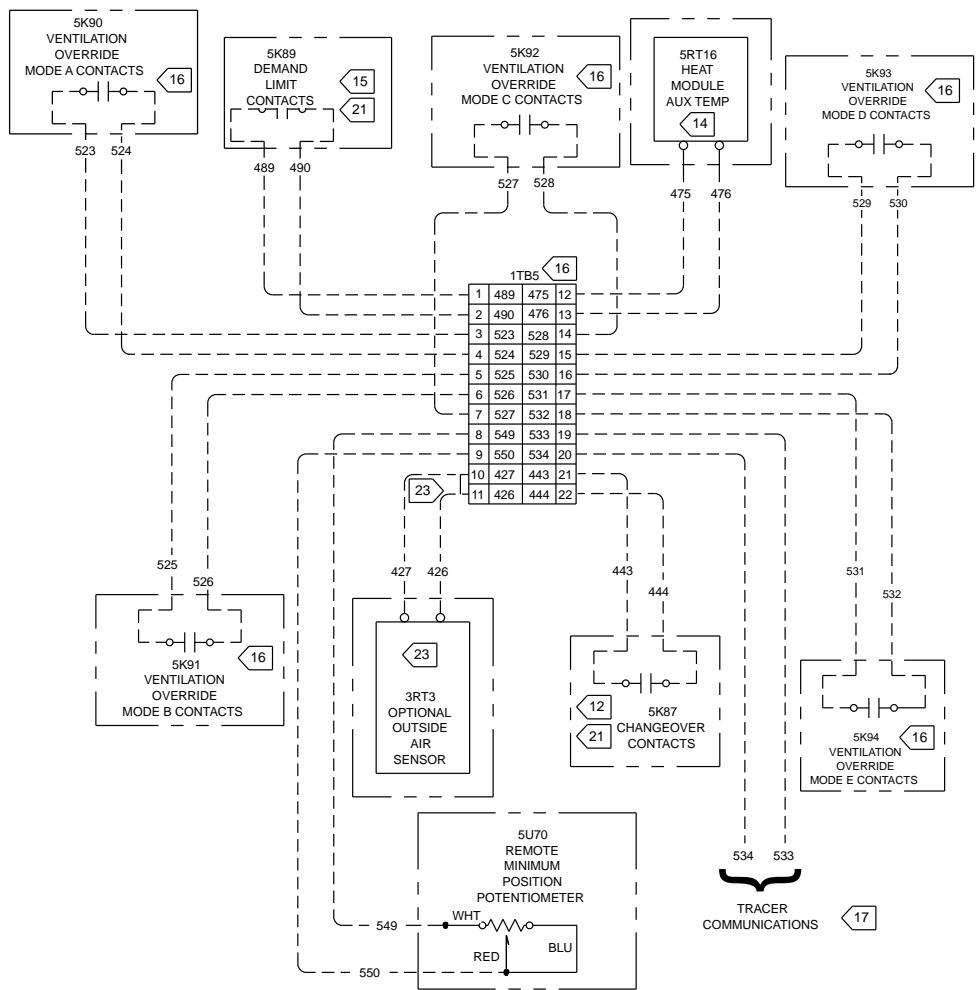 5K90
VENTILATION
OVERRIDE
MODE A CONTACTS
16
523
524
5K89
DEMAND
LIMIT
CONTACTS
15
21
489
490
5K92
VENTILATION
OVERRIDE
MODE C CONTACTS
16
527
528
5RT16
HEAT
MODULE
AUX TEMP
14
475
476
5K93
VENTILATION
OVERRIDE
MODE D CONTACTS
16
529
530
1TB5
16
1 489 475 12
2 490 476 13
3 523 528 14
4 524 529 15
5 525 530 16
6 526 531 17
7 527 532 18
8 549 533 19
9 550 534 20
10 427 443 21
11 426 444 22
23
525
526
5K91
VENTILATION
OVERRIDE
MODE B CONTACTS
16
427
426
23
3RT3
OPTIONAL
OUTSIDE
AIR
SENSOR
443
444
12
21
5K87
CHANGEOVER
CONTACTS
531
532
5K94
VENTILATION
OVERRIDE
MODE E CONTACTS
16
5U70
REMOTE
MINIMUM
POSITION
POTENTIOMETER
549
WHT
RED
BLU
550
534
533
TRACER
COMMUNICATIONS
17